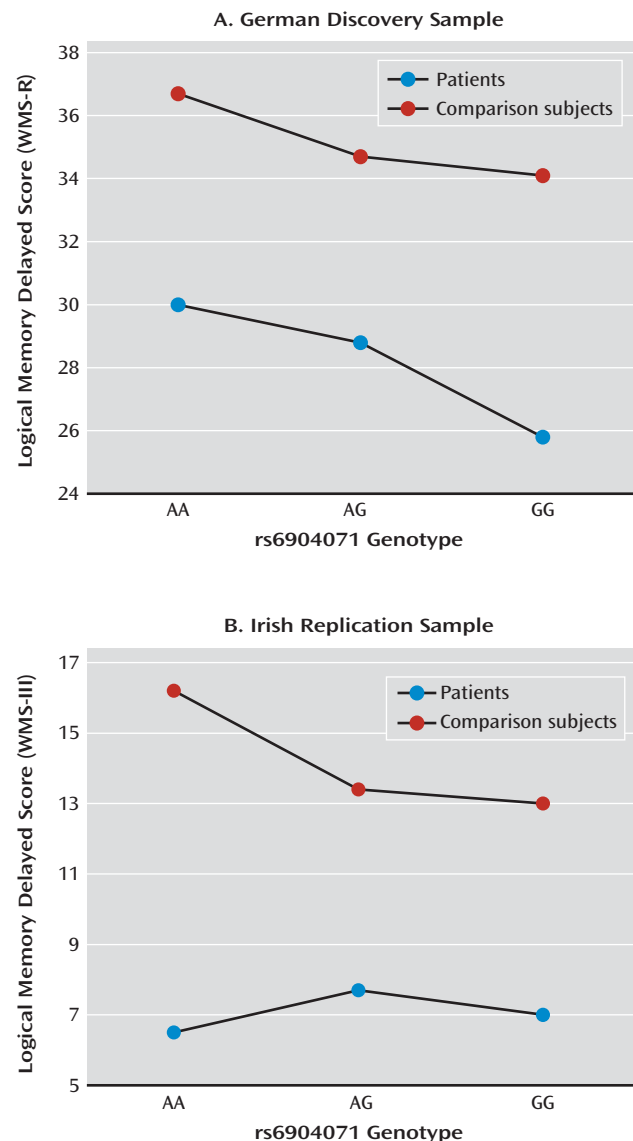 A. German Discovery Sample
Logical Memory Delayed Score (WMS-R)
38
36
34
32
30
28
26
24
Patients
Comparison subjects
AA AG GG
rs6904071 Genotype
B. Irish Replication Sample
Logical Memory Delayed Score (WMS-III)
17
15
13
11
9
7
5
Patients
Comparison subjects
AA AG GG
rs6904071 Genotype